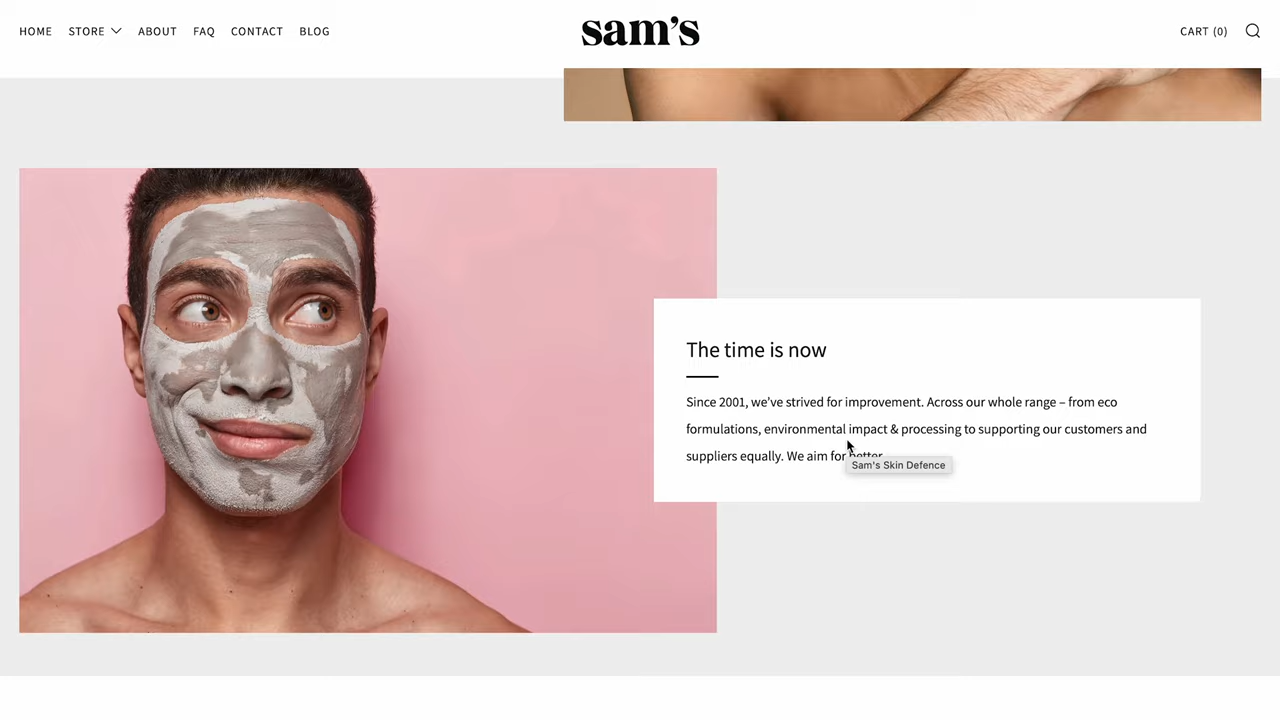 HOME STORE ABOUT FAQ CONTACT BLOG
sam's
CART (0)
The time is now
Since 2001, we've strived for improvement. Across our whole range – from eco
formulations, environmental impact & processing to supporting our customers and
suppliers equally. We aim for better
Sam's Skin Defence